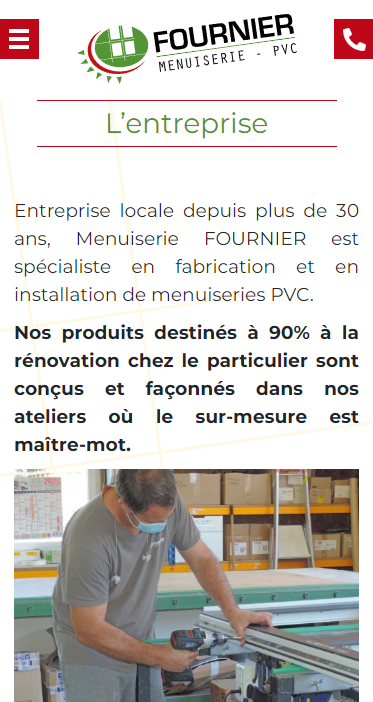 FOURNIER
MENUISERIE - PVC
L’entreprise
Entreprise locale depuis plus de 30
ans, Menuiserie FOURNIER est
spécialiste en fabrication et en
installation de menuiseries PVC.
Nos produits destinés à 90% à la
rénovation chez le particulier sont
conçus et façonnés dans nos
ateliers où le sur-mesure est
maître-mot.
2020